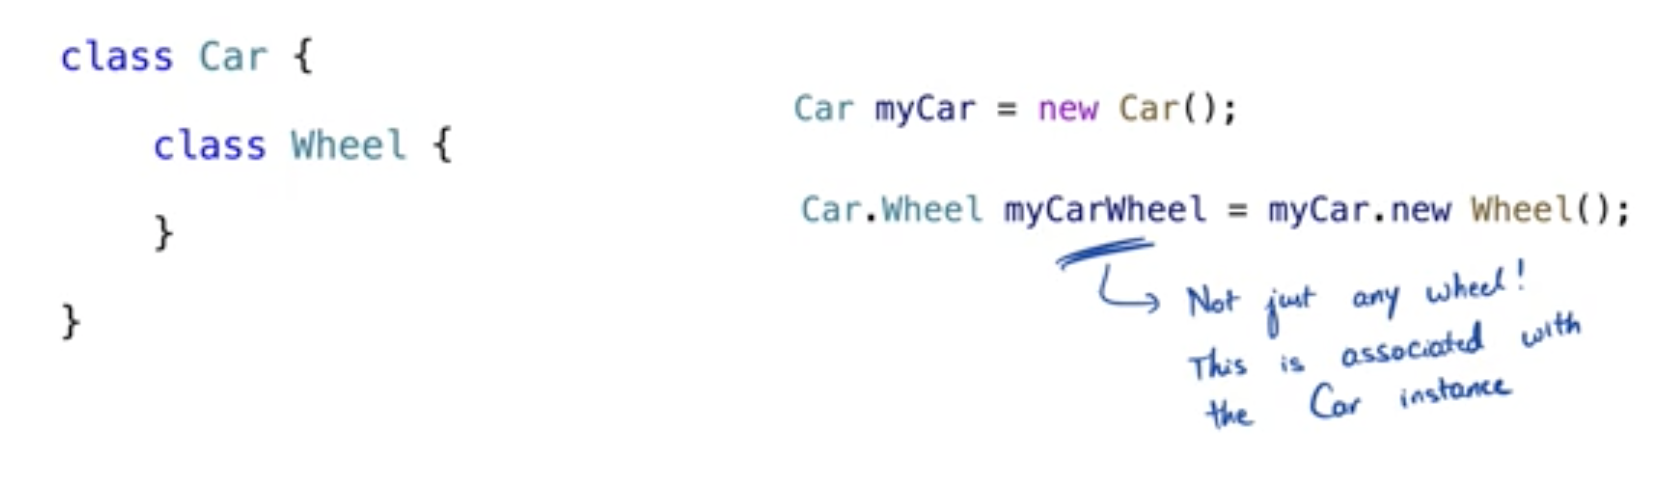 class Car {
class Wheel {
}
}
Car myCar = new Car();
Car.Wheel myCarWheel = myCar.new Wheel();
Not just any wheel!
This is associated with
the Car instance